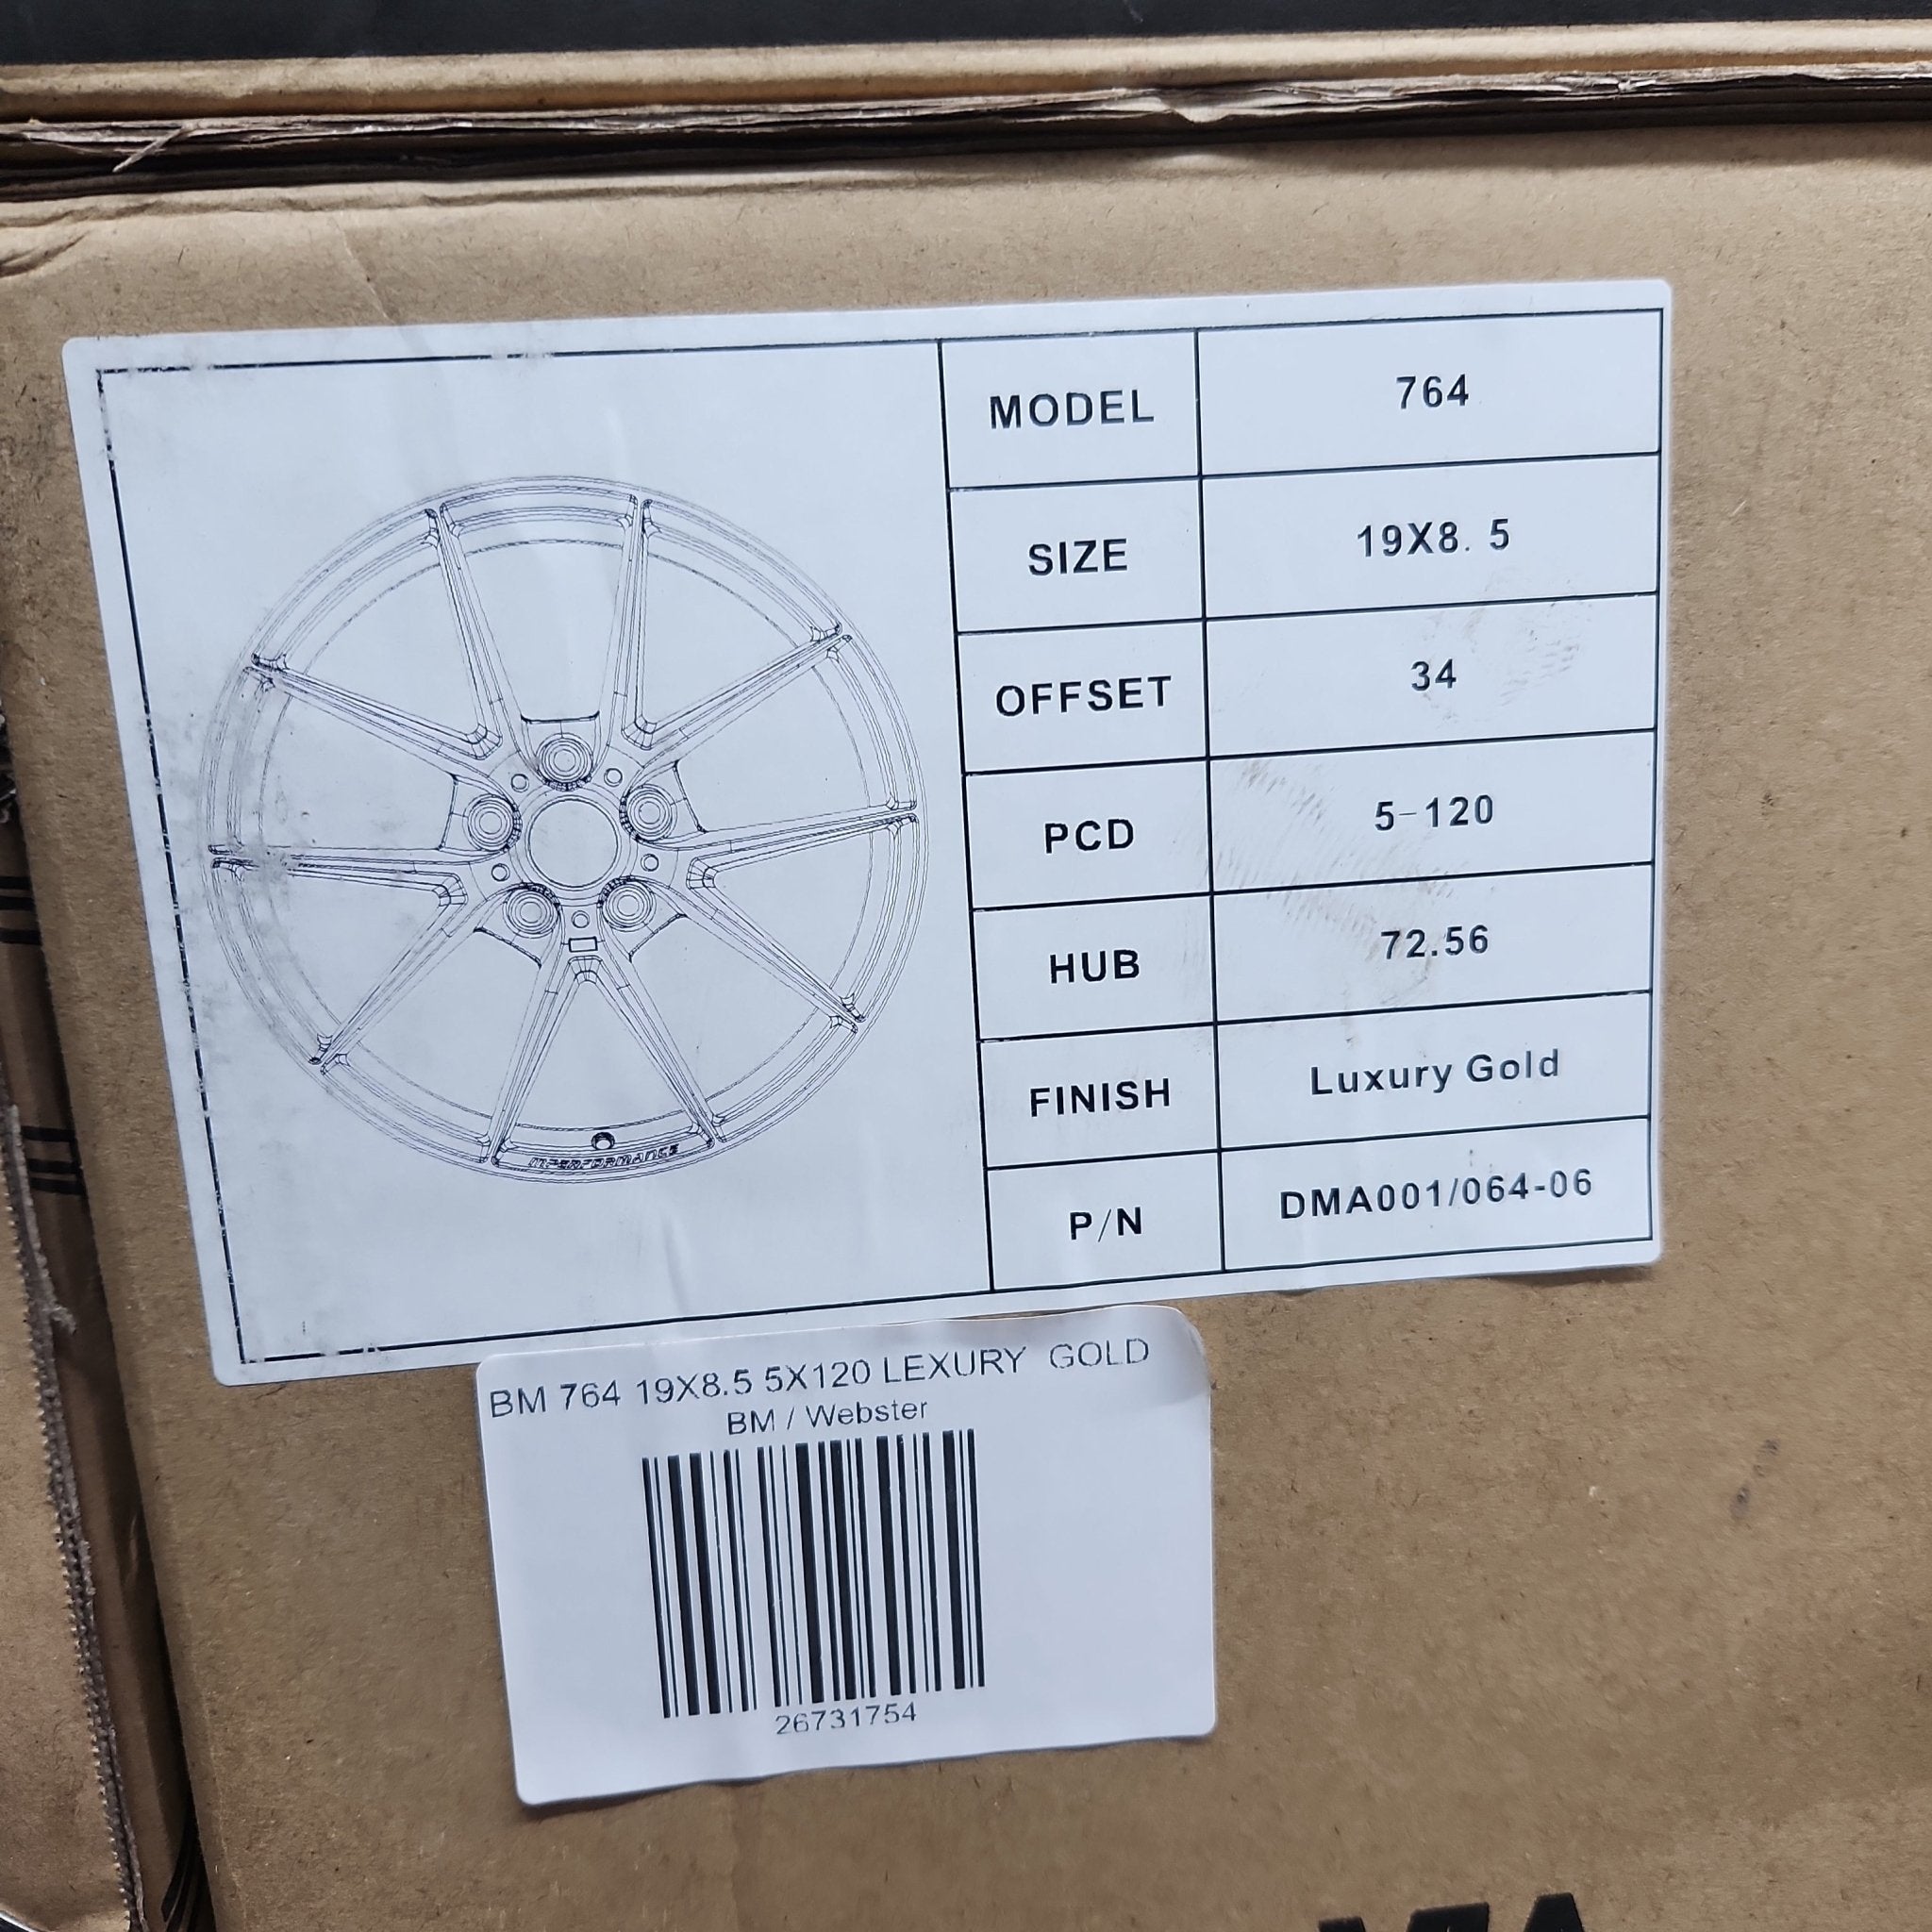 MODEL 764
SIZE 19X8. 5
OFFSET 34
PCD 5-120
HUB 72.56
FINISH Luxury Gold
P/N DMA001/064-06
MPERFORMANCE
BM 764 19X8.5 5X120 LEXURY GOLD
BM / Webster
26731754